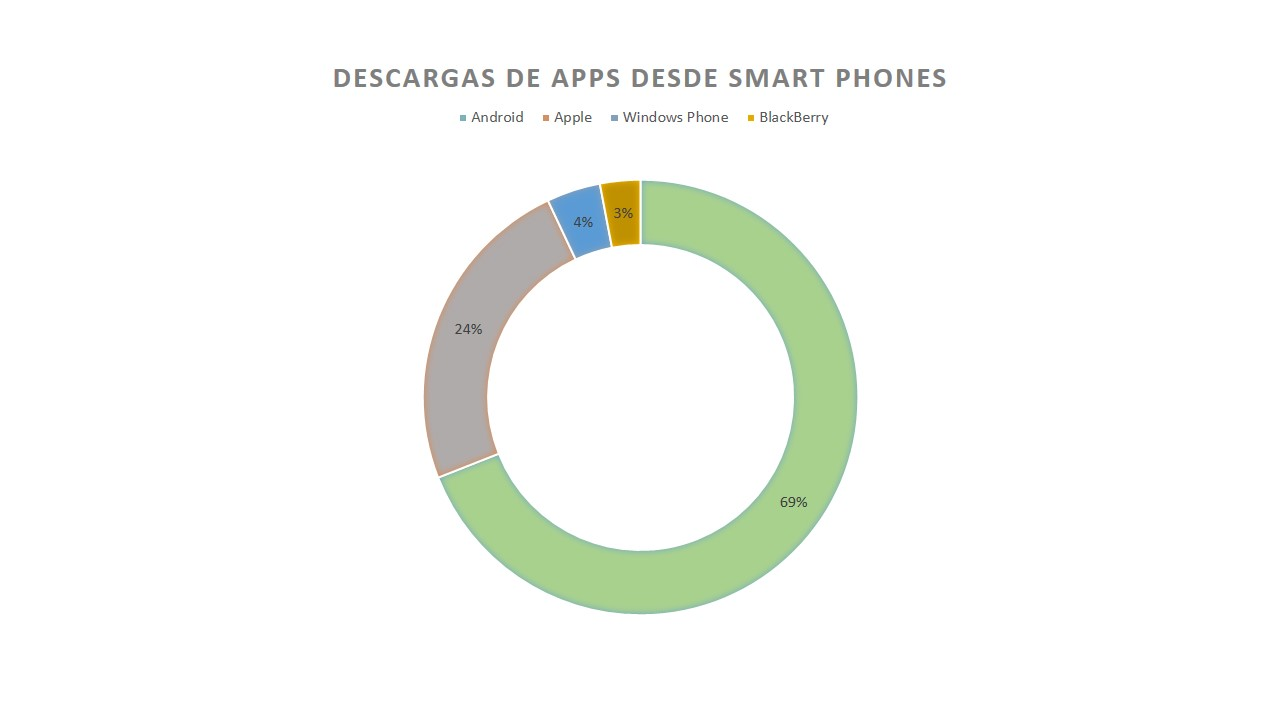 DESCARGAS DE APPS DESDE SMART PHONES
Android Apple Windows Phone BlackBerry
4% 3%
24%
69%